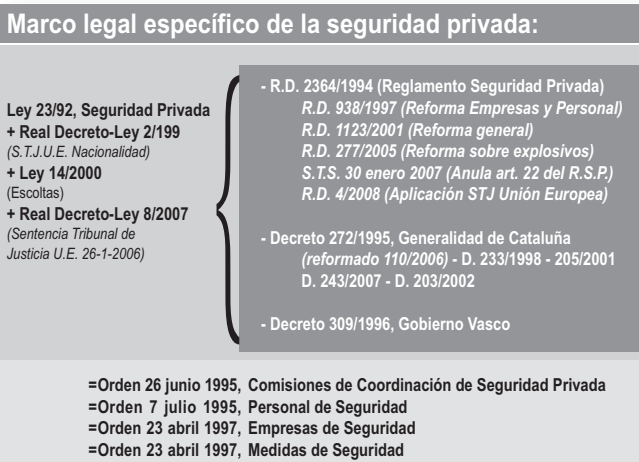 Marco legal específico de la seguridad privada:
Ley 23/92, Seguridad Privada
+ Real Decreto-Ley 2/199
(S.T.J.U.E. Nacionalidad)
+ Ley 14/2000
(Escoltas)
+ Real Decreto-Ley 8/2007
(Sentencia Tribunal de
Justicia U.E. 26-1-2006)
- R.D. 2364/1994 (Reglamento Seguridad Privada)
R.D. 938/1997 (Reforma Empresas y Personal)
R.D. 1123/2001 (Reforma general)
R.D. 277/2005 (Reforma sobre explosivos)
S.T.S. 30 enero 2007 (Anula art. 22 del R.S.P.)
R.D. 4/2008 (Aplicación STJ Unión Europea)
- Decreto 272/1995, Generalidad de Cataluña
(reformado 110/2006) - D. 233/1998 - 205/2001
D. 243/2007 - D. 203/2002
- Decreto 309/1996, Gobierno Vasco
=Orden 26 junio 1995, Comisiones de Coordinación de Seguridad Privada
=Orden 7 julio 1995, Personal de Seguridad
=Orden 23 abril 1997, Empresas de Seguridad
=Orden 23 abril 1997, Medidas de Seguridad